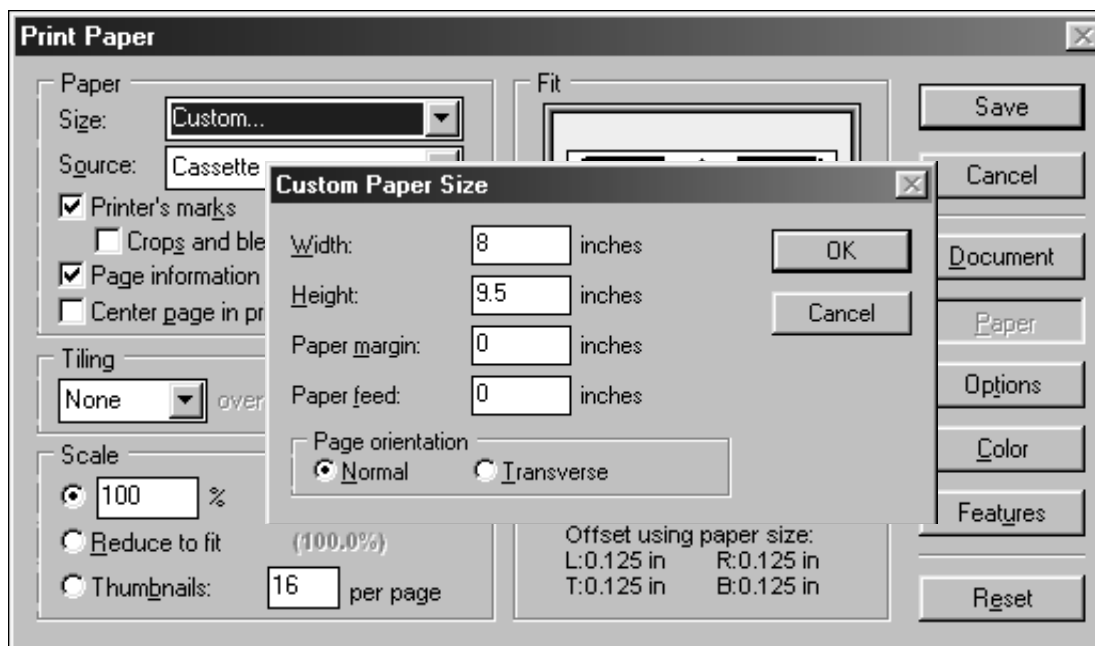 Print Paper
Paper
Size: Custom...
Source: Cassette
Printer's marks
Crops and ble
Page information
Center page in pr
Tiling
None over
Scale
100 %
Reduce to fit (100.0%)
Thumbnails: 16 per page
Fit
Offset using paper size:
L:0.125 in R:0.125 in
T:0.125 in B:0.125 in
Custom Paper Size
Width: 8 inches
Height: 9.5 inches
Paper margin: 0 inches
Paper feed: 0 inches
Page orientation
Normal Transverse
OK
Cancel
Save
Cancel
Document
Paper
Options
Color
Features
Reset